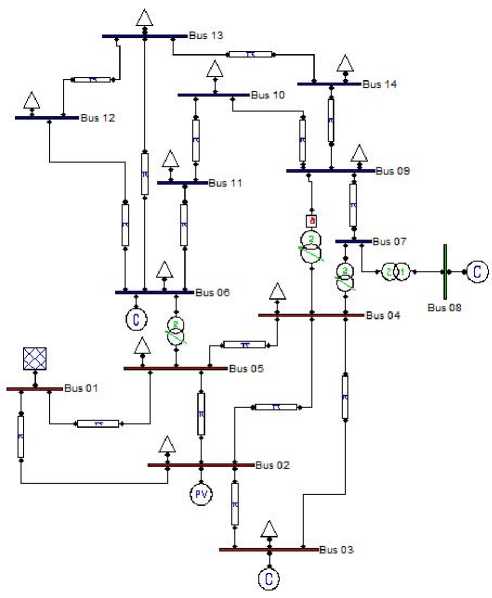 Bus 13
Bus 14
Bus 10
Bus 12
Bus 09
Bus 11
Bus 07
C
Bus 06
Bus 08
C
Bus 04
Bus 05
Bus 01
Bus 02
PV
Bus 03
C